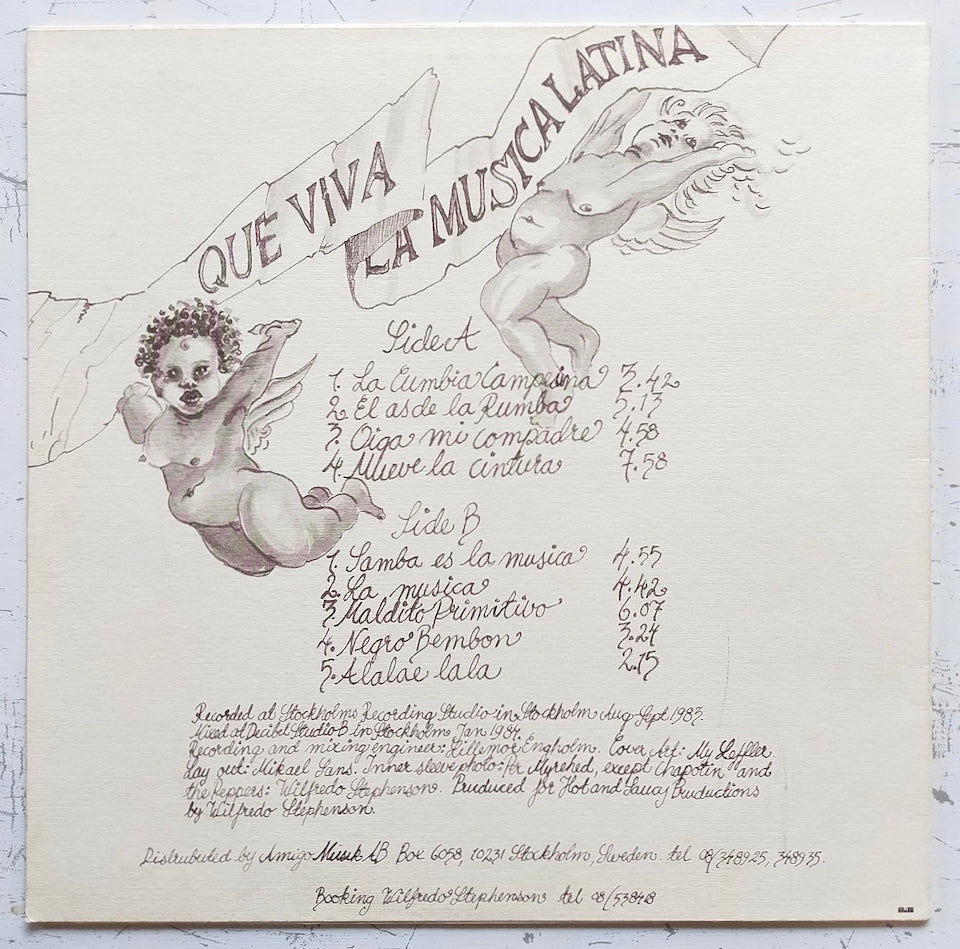 QUE VIVA
LA MUSICA LATINA
Side A
1. La Cumbia Campesina 3.42
2. El as de la Rumba 5.13
3. Oiga mi compadre 4.58
4. Mueve la cintura 7.58
Side B
1. Samba es la musica 4.55
2. La musica 4.42
3. Maldito Primitivo 6.07
4. Negro Bembon 3.24
5. Alalae lala 2.15
Recorded at Stockholms Recording Studio in Stockholm Aug-Sept 1983.
Mixed at Decibel Studio B in Stockholm Jan 1984.
Recording and mixing engineer: Lillemor Engholm. Cover Art: My Leffler.
Lay out: Mikael Sans. Inner sleeve photo: Per Myrehed, except Chapotin and
the Peppers: Wilfredo Stephenson. Pruduced for Hot and Saucy Pruductions
by Wilfredo Stephenson.
Distrubuted by Amigo Musik AB Box 6058, 10231 Stockholm, Sweden. tel 08/348925, 348935.
Booking Wilfredo Stephenson tel 08/